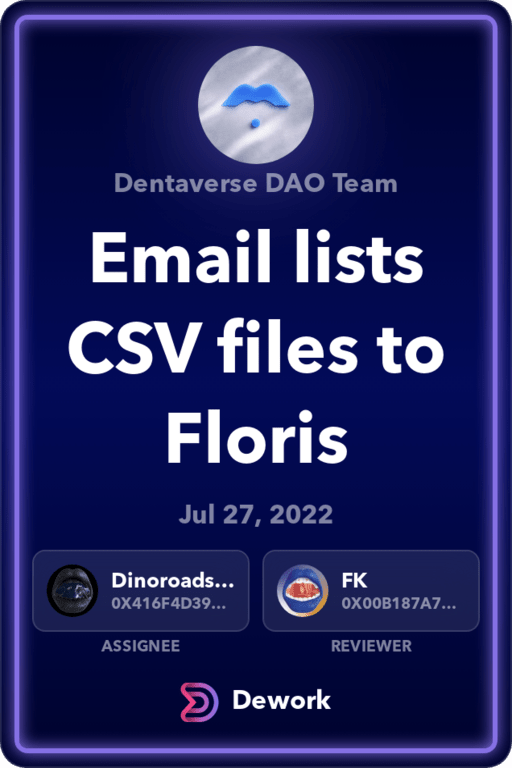 Dentaverse DAO Team
Email lists
CSV files to
Floris
Jul 27, 2022
Dinoroads...
0X416F4D39...
ASSIGNEE
FK
0X00B187A7...
REVIEWER
Dework